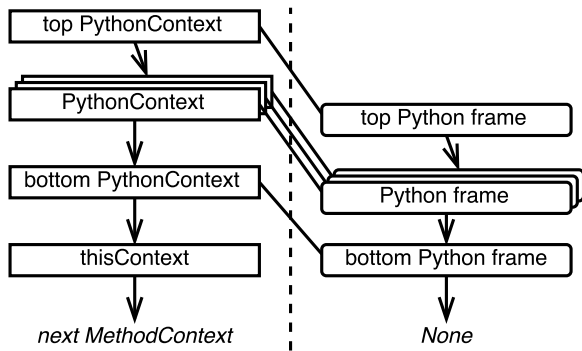 top PythonContext
PythonContext
bottom PythonContext
thisContext
next MethodContext
top Python frame
Python frame
bottom Python frame
None